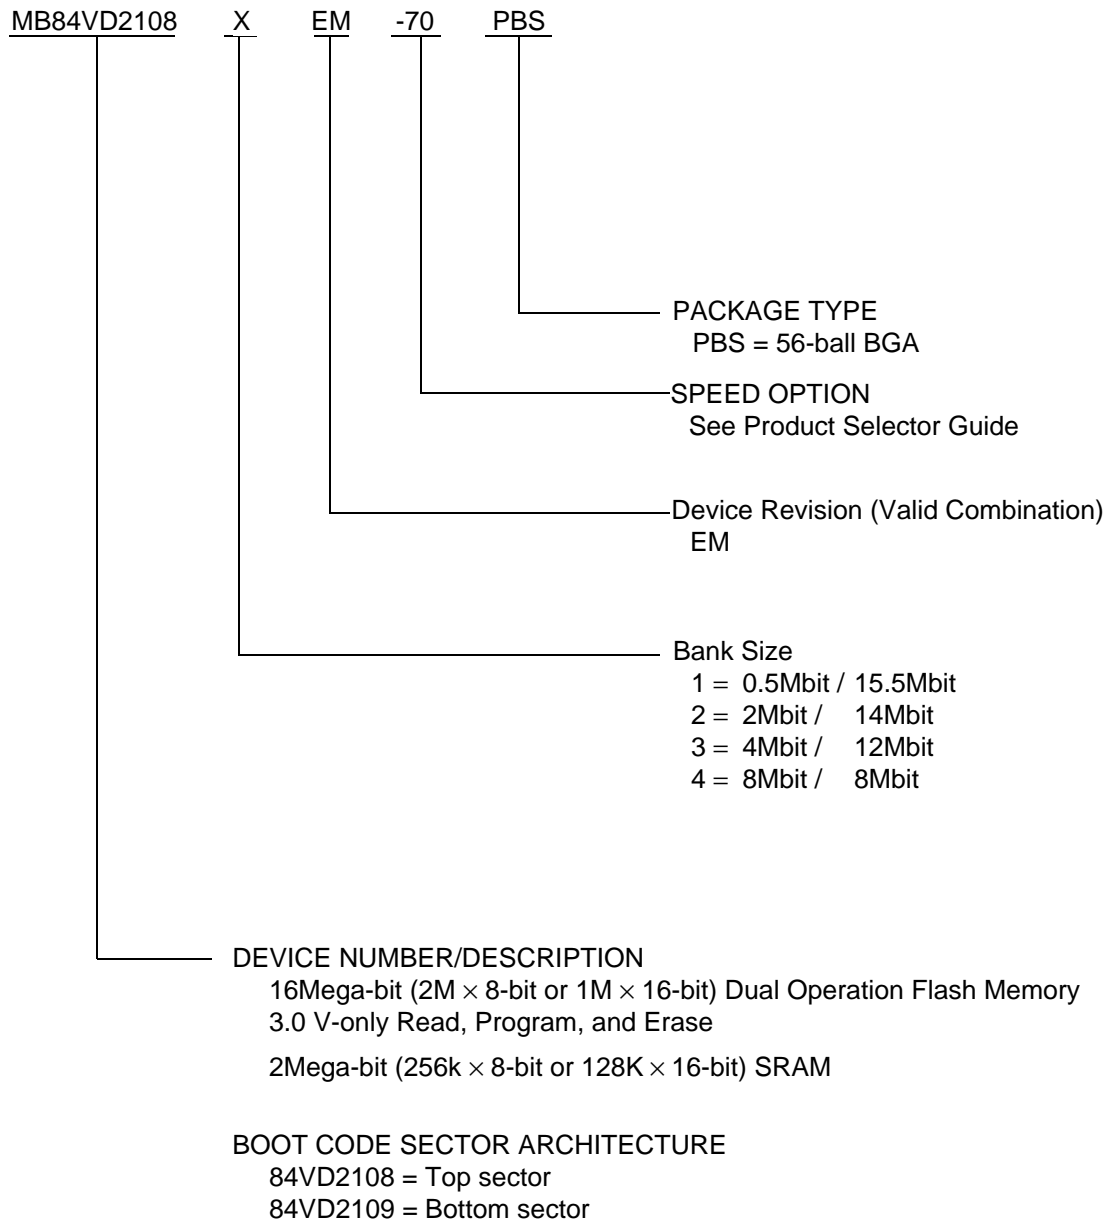 MB84VD2108 X EM -70 PBS
PACKAGE TYPE
PBS = 56-ball BGA
SPEED OPTION
See Product Selector Guide
Device Revision (Valid Combination)
EM
Bank Size
1 = 0.5Mbit / 15.5Mbit
2 = 2Mbit / 14Mbit
3 = 4Mbit / 12Mbit
4 = 8Mbit / 8Mbit
DEVICE NUMBER/DESCRIPTION
16Mega-bit (2M × 8-bit or 1M × 16-bit) Dual Operation Flash Memory
3.0 V-only Read, Program, and Erase
2Mega-bit (256k × 8-bit or 128K × 16-bit) SRAM
BOOT CODE SECTOR ARCHITECTURE
84VD2108 = Top sector
84VD2109 = Bottom sector